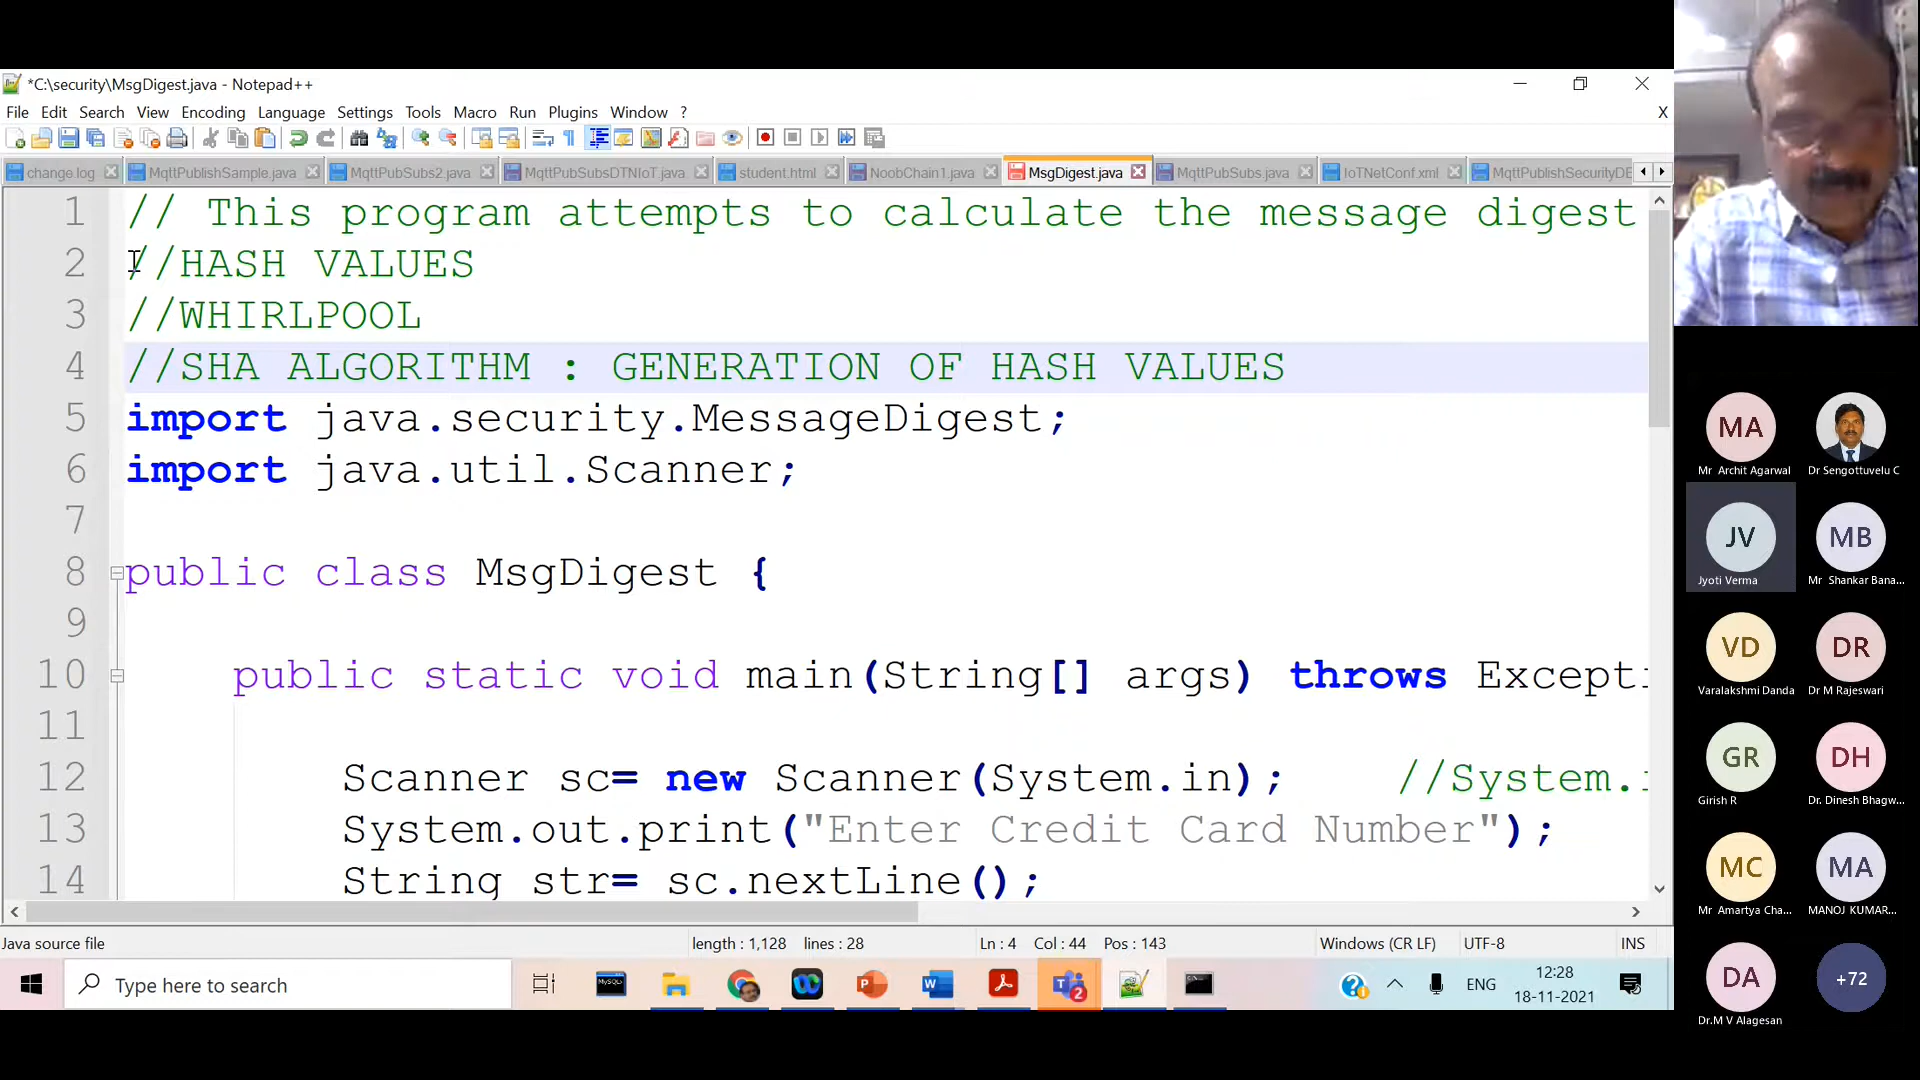 *C:\security\MsgDigest.java - Notepad++
File Edit Search View Encoding Language Settings Tools Macro Run Plugins Window ? X
change.log MqttPublishSample.java MqttPubSubs2.java MqttPubSubsDTNIoT.java student.html NoobChain1.java MsgDigest.java MqttPubSubs.java IoTNetConf.xml MqttPublishSecurityDE
1 // This program attempts to calculate the message digest
2 //HASH VALUES
3 //WHIRLPOOL
4 //SHA ALGORITHM : GENERATION OF HASH VALUES
5 import java.security.MessageDigest;
6 import java.util.Scanner;
7
8 public class MsgDigest {
9
10 public static void main(String[] args) throws Excepti
11
12 Scanner sc= new Scanner(System.in); //System.i
13 System.out.print("Enter Credit Card Number");
14 String str= sc.nextLine();
Java source file length : 1,128 lines : 28 Ln : 4 Col : 44 Pos : 143 Windows (CR LF) UTF-8 INS
Type here to search
MySQL
2
ENG
12:28
18-11-2021
MA
Mr Archit Agarwal Dr Sengottuvelu C
JV MB
Jyoti Verma Mr Shankar Bana...
VD DR
Varalakshmi Danda Dr M Rajeswari
GR DH
Girish R Dr. Dinesh Bhagw...
MC MA
Mr Amartya Cha... MANOJ KUMAR...
DA +72
Dr.M V Alagesan